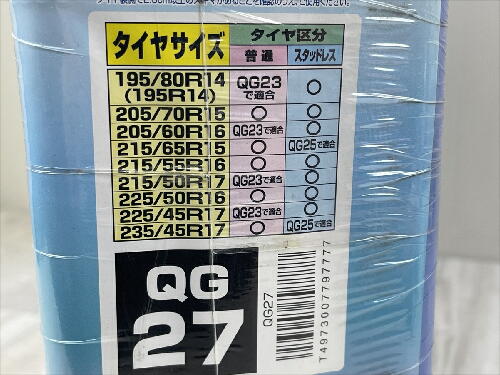 タイヤサイズ タイヤ区分
普通 スタッドレス
195/80R14 (195R14) QG23で適合 ○
205/70R15 ○ ○
205/60R16 QG23で適合 ○
215/65R15 ○ QG25で適合
215/55R16 ○ ○
215/50R17 QG23で適合 ○
225/50R16 ○ ○
225/45R17 QG23で適合 ○
235/45R17 ○ QG25で適合
QG
27
QG27
T4973007797777